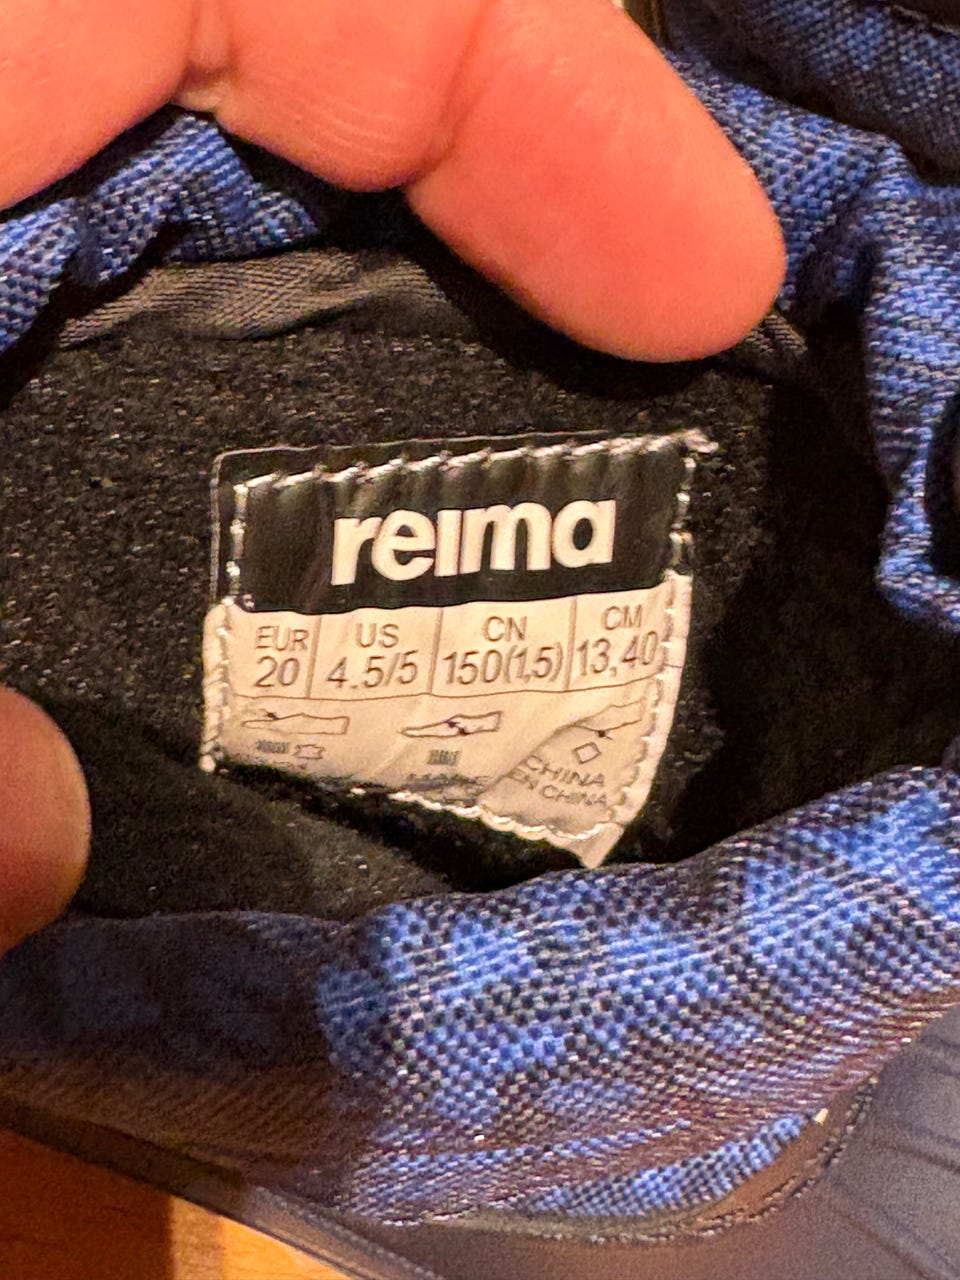 reima
EUR US CN CM
20 4.5/5 150(1,5) 13,40
CHINA
EN CHINA